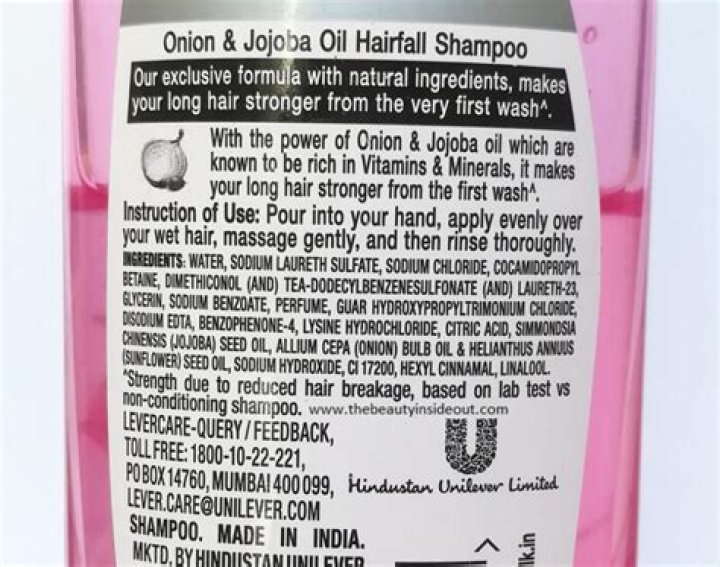 Onion & Jojoba Oil Hairfall Shampoo
Our exclusive formula with natural ingredients, makes
your long hair stronger from the very first wash^.
With the power of Onion & Jojoba oil which are
known to be rich in Vitamins & Minerals, it makes
your long hair stronger from the first wash^.
Instruction of Use: Pour into your hand, apply evenly over
your wet hair, massage gently, and then rinse thoroughly.
INGREDIENTS: WATER, SODIUM LAURETH SULFATE, SODIUM CHLORIDE, COCAMIDOPROPYL
BETAINE, DIMETHICONOL (AND) TEA-DODECYLBENZENESULFONATE (AND) LAURETH-23,
GLYCERIN, SODIUM BENZOATE, PERFUME, GUAR HYDROXYPROPYLTRIMONIUM CHLORIDE,
DISODIUM EDTA, BENZOPHENONE-4, LYSINE HYDROCHLORIDE, CITRIC ACID, SIMMONDSIA
CHINENSIS (JOJOBA) SEED OIL, ALLIUM CEPA (ONION) BULB OIL & HELIANTHUS ANNUUS
(SUNFLOWER) SEED OIL, SODIUM HYDROXIDE, CI 17200, HEXYL CINNAMAL, LINALOOL.
^Strength due to reduced hair breakage, based on lab test vs
non-conditioning shampoo. www.thebeautyinsideout.com
LEVERCARE-QUERY / FEEDBACK,
TOLL FREE: 1800-10-22-221,
PO BOX 14760, MUMBAI 400 099,
LEVER.CARE@UNILEVER.COM
Hindustan Unilever Limited
SHAMPOO. MADE IN INDIA.
MKTD. BY HINDUSTAN UNILEVER
lk.in